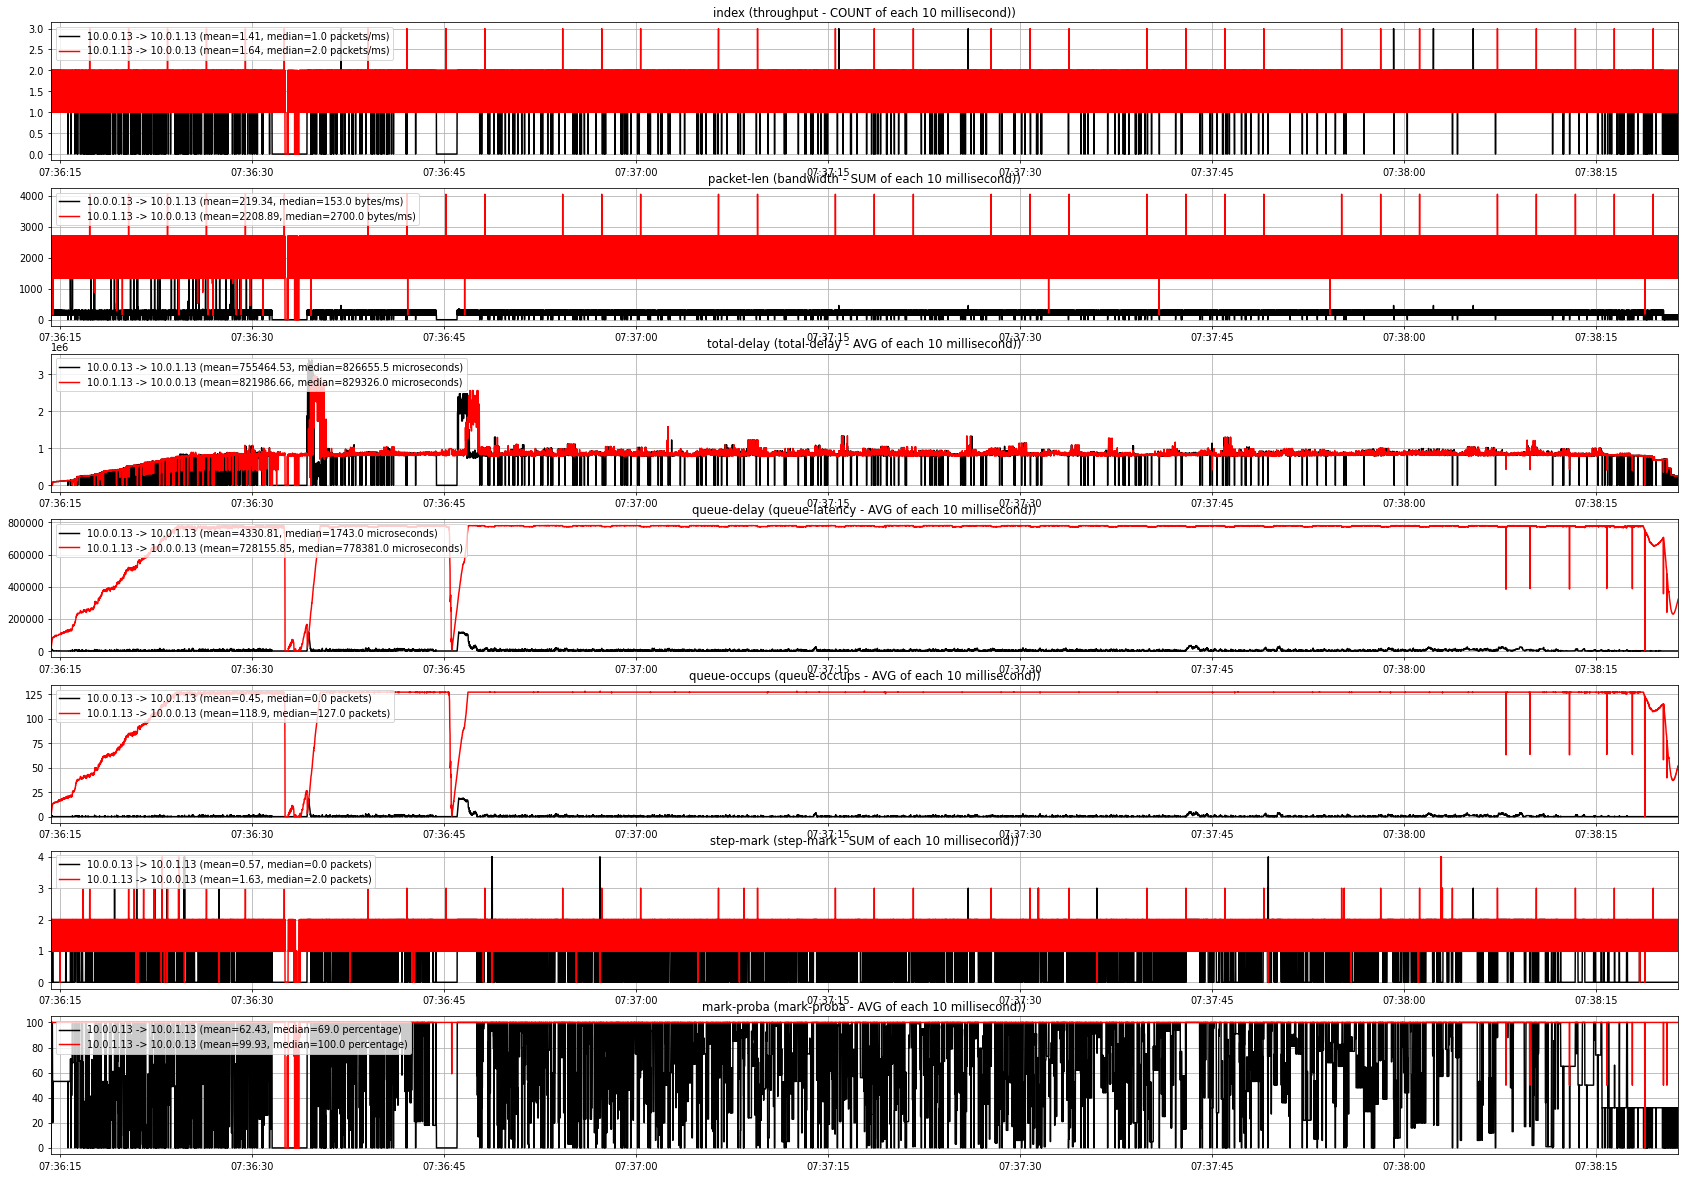 index (throughput - COUNT of each 10 millisecond))
3.0
2.5
2.0
1.5
1.0
0.5
0.0
10.0.0.13 -> 10.0.1.13 (mean=1.41, median=1.0 packets/ms)
10.0.1.13 -> 10.0.0.13 (mean=1.64, median=2.0 packets/ms)
07:36:15 07:36:30 07:36:45 07:37:00 07:37:15 07:37:30 07:37:45 07:38:00 07:38:15
packet-len (bandwidth - SUM of each 10 millisecond))
4000
3000
2000
1000
0
10.0.0.13 -> 10.0.1.13 (mean=219.34, median=153.0 bytes/ms)
10.0.1.13 -> 10.0.0.13 (mean=2208.89, median=2700.0 bytes/ms)
07:36:15 07:36:30 07:36:45 07:37:00 07:37:15 07:37:30 07:37:45 07:38:00 07:38:15
total-delay (total-delay - AVG of each 10 millisecond))
1e6
3
2
1
0
10.0.0.13 -> 10.0.1.13 (mean=755464.53, median=826655.5 microseconds)
10.0.1.13 -> 10.0.0.13 (mean=821986.66, median=829326.0 microseconds)
07:36:15 07:36:30 07:36:45 07:37:00 07:37:15 07:37:30 07:37:45 07:38:00 07:38:15
queue-delay (queue-latency - AVG of each 10 millisecond))
800000
600000
400000
200000
0
10.0.0.13 -> 10.0.1.13 (mean=4330.81, median=1743.0 microseconds)
10.0.1.13 -> 10.0.0.13 (mean=728155.85, median=778381.0 microseconds)
07:36:15 07:36:30 07:36:45 07:37:00 07:37:15 07:37:30 07:37:45 07:38:00 07:38:15
queue-occups (queue-occups - AVG of each 10 millisecond))
125
100
75
50
25
0
10.0.0.13 -> 10.0.1.13 (mean=0.45, median=0.0 packets)
10.0.1.13 -> 10.0.0.13 (mean=118.9, median=127.0 packets)
07:36:15 07:36:30 07:36:45 07:37:00 07:37:15 07:37:30 07:37:45 07:38:00 07:38:15
step-mark (step-mark - SUM of each 10 millisecond))
4
3
2
1
0
10.0.0.13 -> 10.0.1.13 (mean=0.57, median=0.0 packets)
10.0.1.13 -> 10.0.0.13 (mean=1.63, median=2.0 packets)
07:36:15 07:36:30 07:36:45 07:37:00 07:37:15 07:37:30 07:37:45 07:38:00 07:38:15
mark-proba (mark-proba - AVG of each 10 millisecond))
100
80
60
40
20
0
10.0.0.13 -> 10.0.1.13 (mean=62.43, median=69.0 percentage)
10.0.1.13 -> 10.0.0.13 (mean=99.93, median=100.0 percentage)
07:36:15 07:36:30 07:36:45 07:37:00 07:37:15 07:37:30 07:37:45 07:38:00 07:38:15